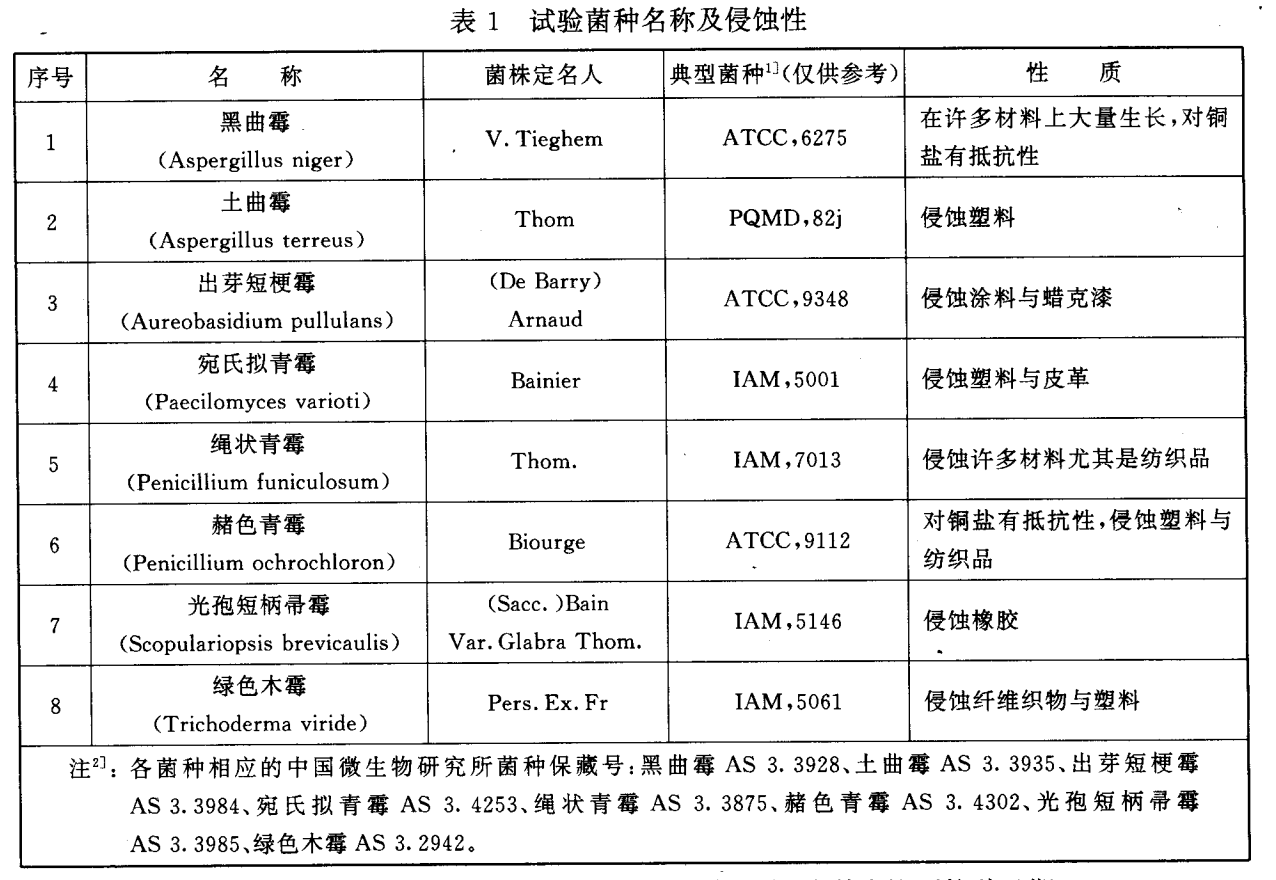 表 1 试验菌种名称及侵蚀性
序号 名 称 菌株定名人 典型菌种1](仅供参考) 性 质
1 黑曲霉 (Aspergillus niger) V. Tieghem ATCC,6275 在许多材料上大量生长,对铜
盐有抵抗性
2 土曲霉 (Aspergillus terreus) Thom PQMD,82j 侵蚀塑料
3 出芽短梗霉 (Aureobasidium pullulans) (De Barry) Arnaud ATCC,9348 侵蚀涂料与蜡克漆
4 宛氏拟青霉 (Paecilomyces varioti) Bainier IAM,5001 侵蚀塑料与皮革
5 绳状青霉 (Penicillium funiculosum) Thom. IAM,7013 侵蚀许多材料尤其是纺织品
6 赭色青霉 (Penicillium ochrochloron) Biourge ATCC,9112 对铜盐有抵抗性,侵蚀塑料与
纺织品
7 光孢短柄帚霉 (Scopulariopsis brevicaulis) (Sacc. )Bain Var. Glabra Thom. IAM,5146 侵蚀橡胶
8 绿色木霉 (Trichoderma viride) Pers. Ex. Fr IAM,5061 侵蚀纤维织物与塑料
注2]: 各菌种相应的中国微生物研究所菌种保藏号:黑曲霉 AS 3. 3928、土曲霉 AS 3. 3935、出芽短梗霉
AS 3. 3984、宛氏拟青霉 AS 3. 4253、绳状青霉 AS 3. 3875、赭色青霉 AS 3. 4302、光孢短柄帚霉
AS 3. 3985、绿色木霉 AS 3. 2942。